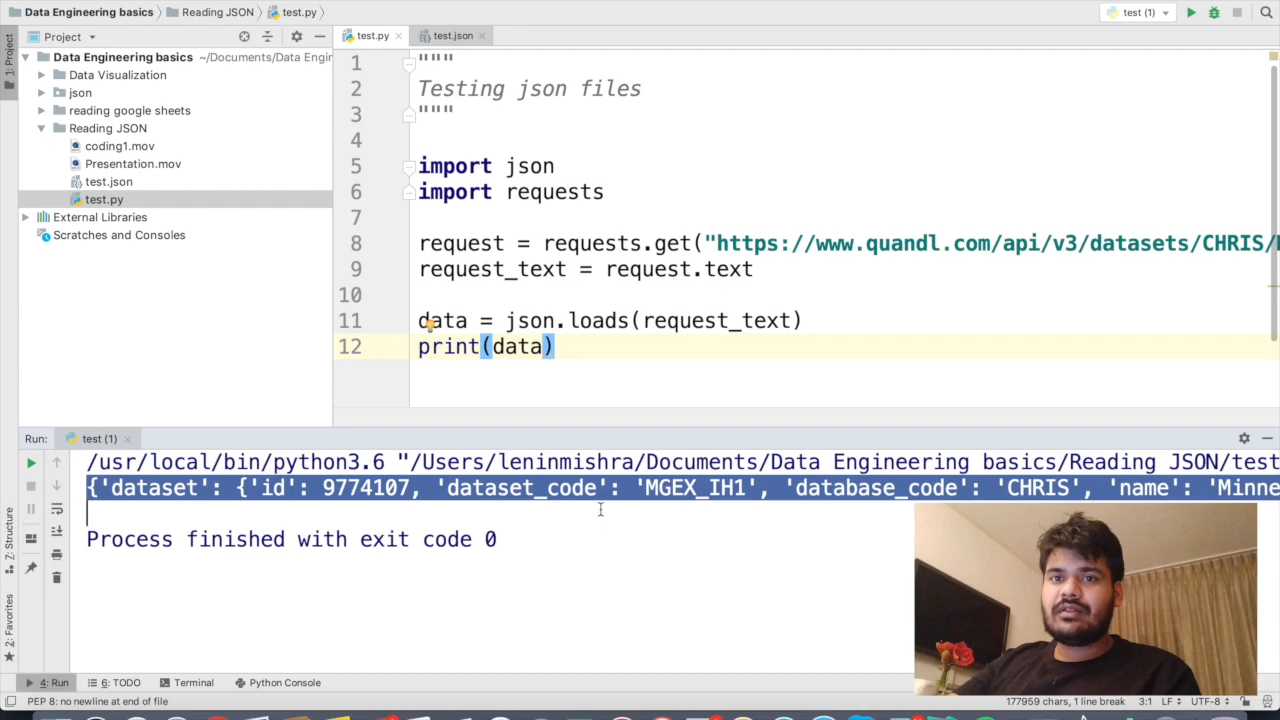 Data Engineering basics Reading JSON test.py
test (1)
1: Project
Project
Data Engineering basics ~/Documents/Data Engir
Data Visualization
json
reading google sheets
Reading JSON
coding1.mov
Presentation.mov
test.json
test.py
External Libraries
Scratches and Consoles
test.py test.json
1 """
2 Testing json files
3 """
4
5 import json
6 import requests
7
8 request = requests.get("https://www.quandl.com/api/v3/datasets/CHRIS/
9 request_text = request.text
10
11 data = json.loads(request_text)
12 print(data)
Run: test (1)
/usr/local/bin/python3.6 "/Users/leninmishra/Documents/Data Engineering basics/Reading JSON/test
{'dataset': {'id': 9774107, 'dataset_code': 'MGEX_IH1', 'database_code': 'CHRIS', 'name': 'Minne
Process finished with exit code 0
7: Structure
2: Favorites
4: Run 6: TODO Terminal Python Console
PEP 8: no newline at end of file
177959 chars, 1 line break 3:1 LF UTF-8